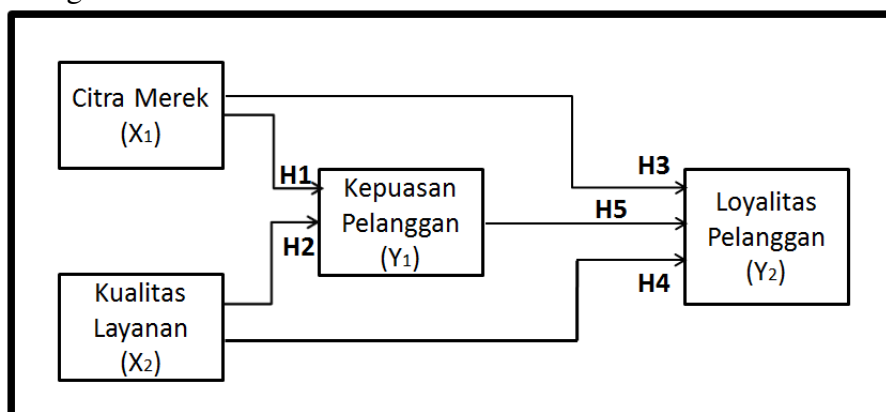 Citra Merek
(X1)
H1
H3
Kepuasan
Pelanggan
(Y1)
H5
Loyalitas
Pelanggan
(Y2)
H2
H4
Kualitas
Layanan
(X2)